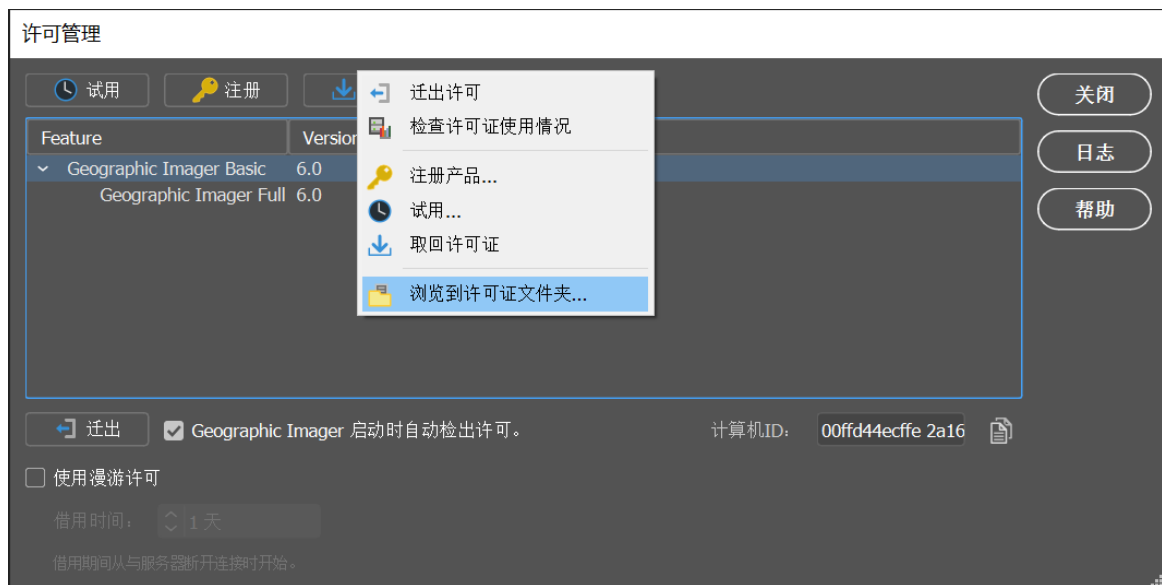 许可管理
试用
注册
迁出许可
检查许可证使用情况
注册产品...
试用...
取回许可证
浏览到许可证文件夹...
Feature
Version
Geographic Imager Basic 6.0
Geographic Imager Full 6.0
关闭
日志
帮助
迁出
Geographic Imager 启动时自动检出许可。
计算机ID: 00ffd44ecffe 2a16
使用漫游许可
借用时间: 1 天
借用期间从与服务器断开连接时开始。